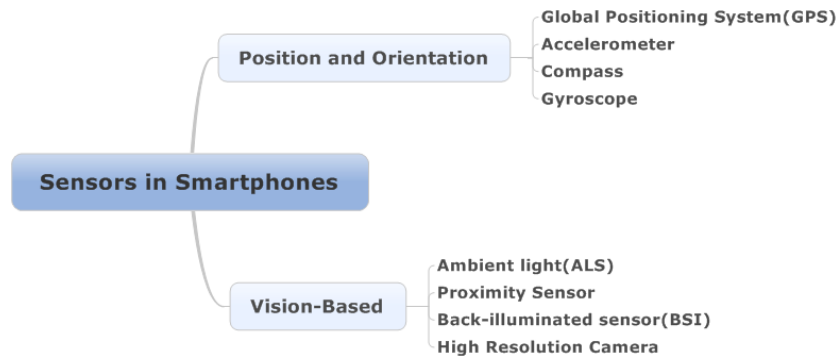 Global Positioning System(GPS)
Position and Orientation
Accelerometer
Compass
Gyroscope
Sensors in Smartphones
Ambient light(ALS)
Proximity Sensor
Vision-Based
Back-illuminated sensor(BSI)
High Resolution Camera